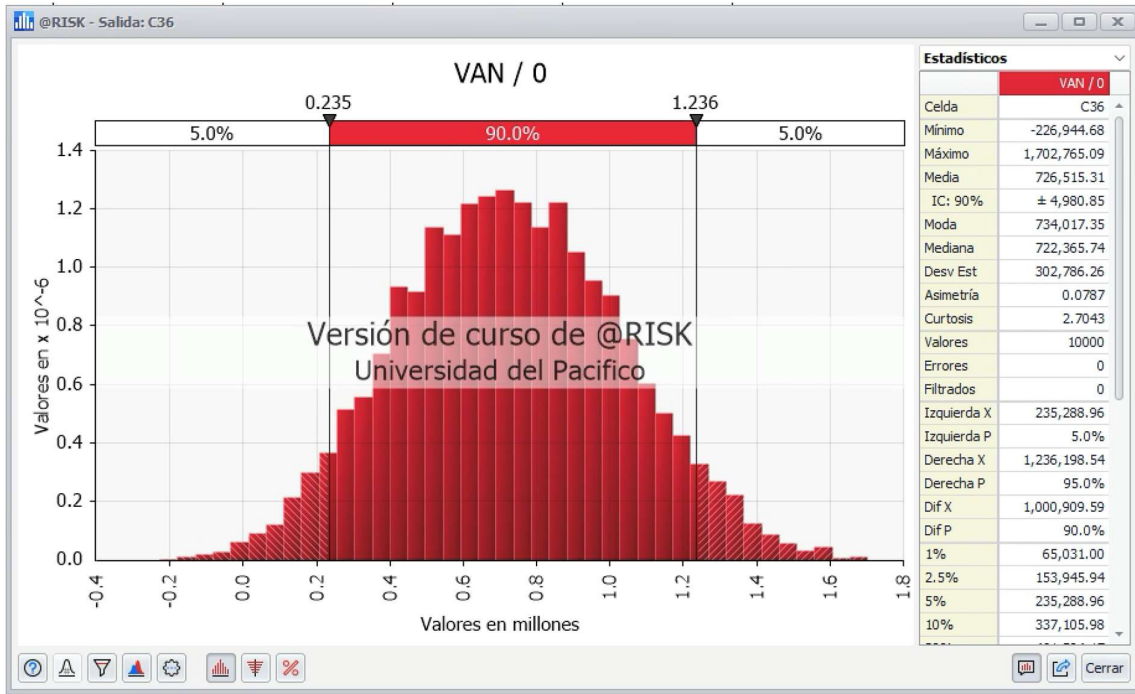 @RISK - Salida: C36
VAN / 0
0.235 1.236
5.0% 90.0% 5.0%
1.4
1.2
1.0
0.8
0.6
0.4
0.2
0.0
Valores en x 10^-6
-0.4 -0.2 0.0 0.2 0.4 0.6 0.8 1.0 1.2 1.4 1.6 1.8
Valores en millones
Versión de curso de @RISK
Universidad del Pacifico
Estadísticos
VAN / 0
Celda C36
Mínimo -226,944.68
Máximo 1,702,765.09
Media 726,515.31
IC: 90% ± 4,980.85
Moda 734,017.35
Mediana 722,365.74
Desv Est 302,786.26
Asimetría 0.0787
Curtosis 2.7043
Valores 10000
Errores 0
Filtrados 0
Izquierda X 235,288.96
Izquierda P 5.0%
Derecha X 1,236,198.54
Derecha P 95.0%
Dif X 1,000,909.59
Dif P 90.0%
1% 65,031.00
2.5% 153,945.94
5% 235,288.96
10% 337,105.98
Cerrar